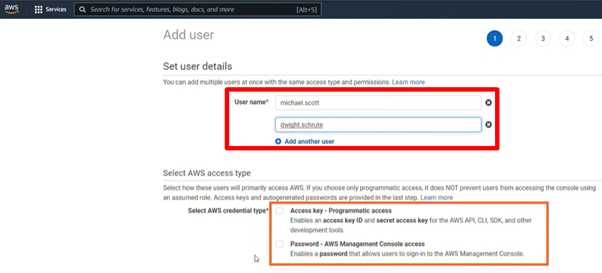 aws Services Search for services, features, blogs, docs, and more [Alt+S]
Add user 1 2 3 4 5
Set user details
You can add multiple users at once with the same access type and permissions. Learn more
User name* michael.scott
dwight.schrute
Add another user
Select AWS access type
Select how these users will primarily access AWS. If you choose only programmatic access, it does NOT prevent users from accessing the console using
an assumed role. Access keys and autogenerated passwords are provided in the last step. Learn more
Select AWS credential type* Access key - Programmatic access
Enables an access key ID and secret access key for the AWS API, CLI, SDK, and other
development tools.
Password - AWS Management Console access
Enables a password that allows users to sign-in to the AWS Management Console.